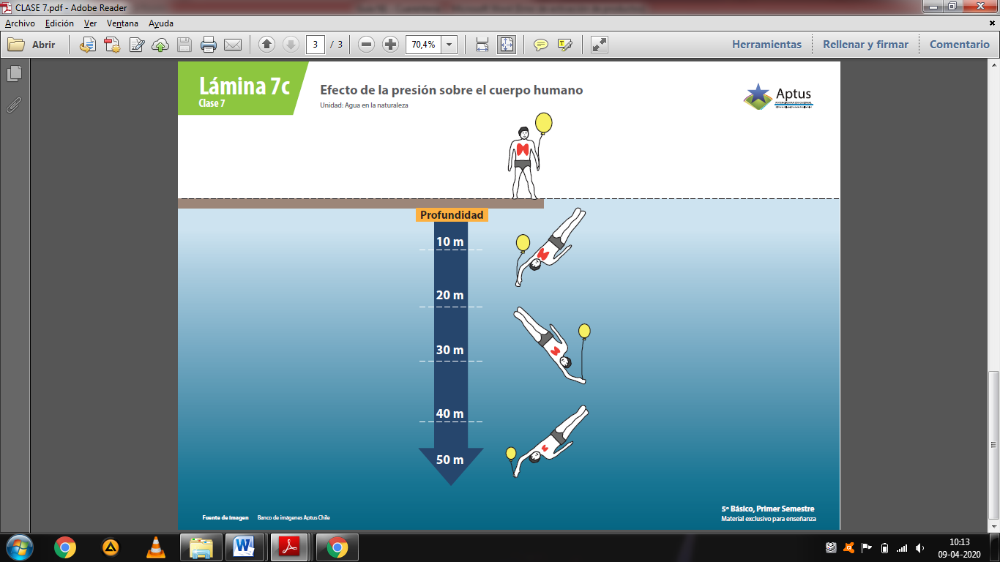 CLASE 7.pdf - Adobe Reader
Archivo Edición Ver Ventana Ayuda
Abrir
3 / 3
70,4%
Herramientas
Rellenar y firmar
Comentario
Lámina 7c
Clase 7
Efecto de la presión sobre el cuerpo humano
Unidad: Agua en la naturaleza
Aptus
Profundidad
10 m
20 m
30 m
40 m
50 m
Fuente de Imagen Banco de imágenes Aptus Chile
5º Básico, Primer Semestre
Material exclusivo para enseñanza
10:13
09-04-2020